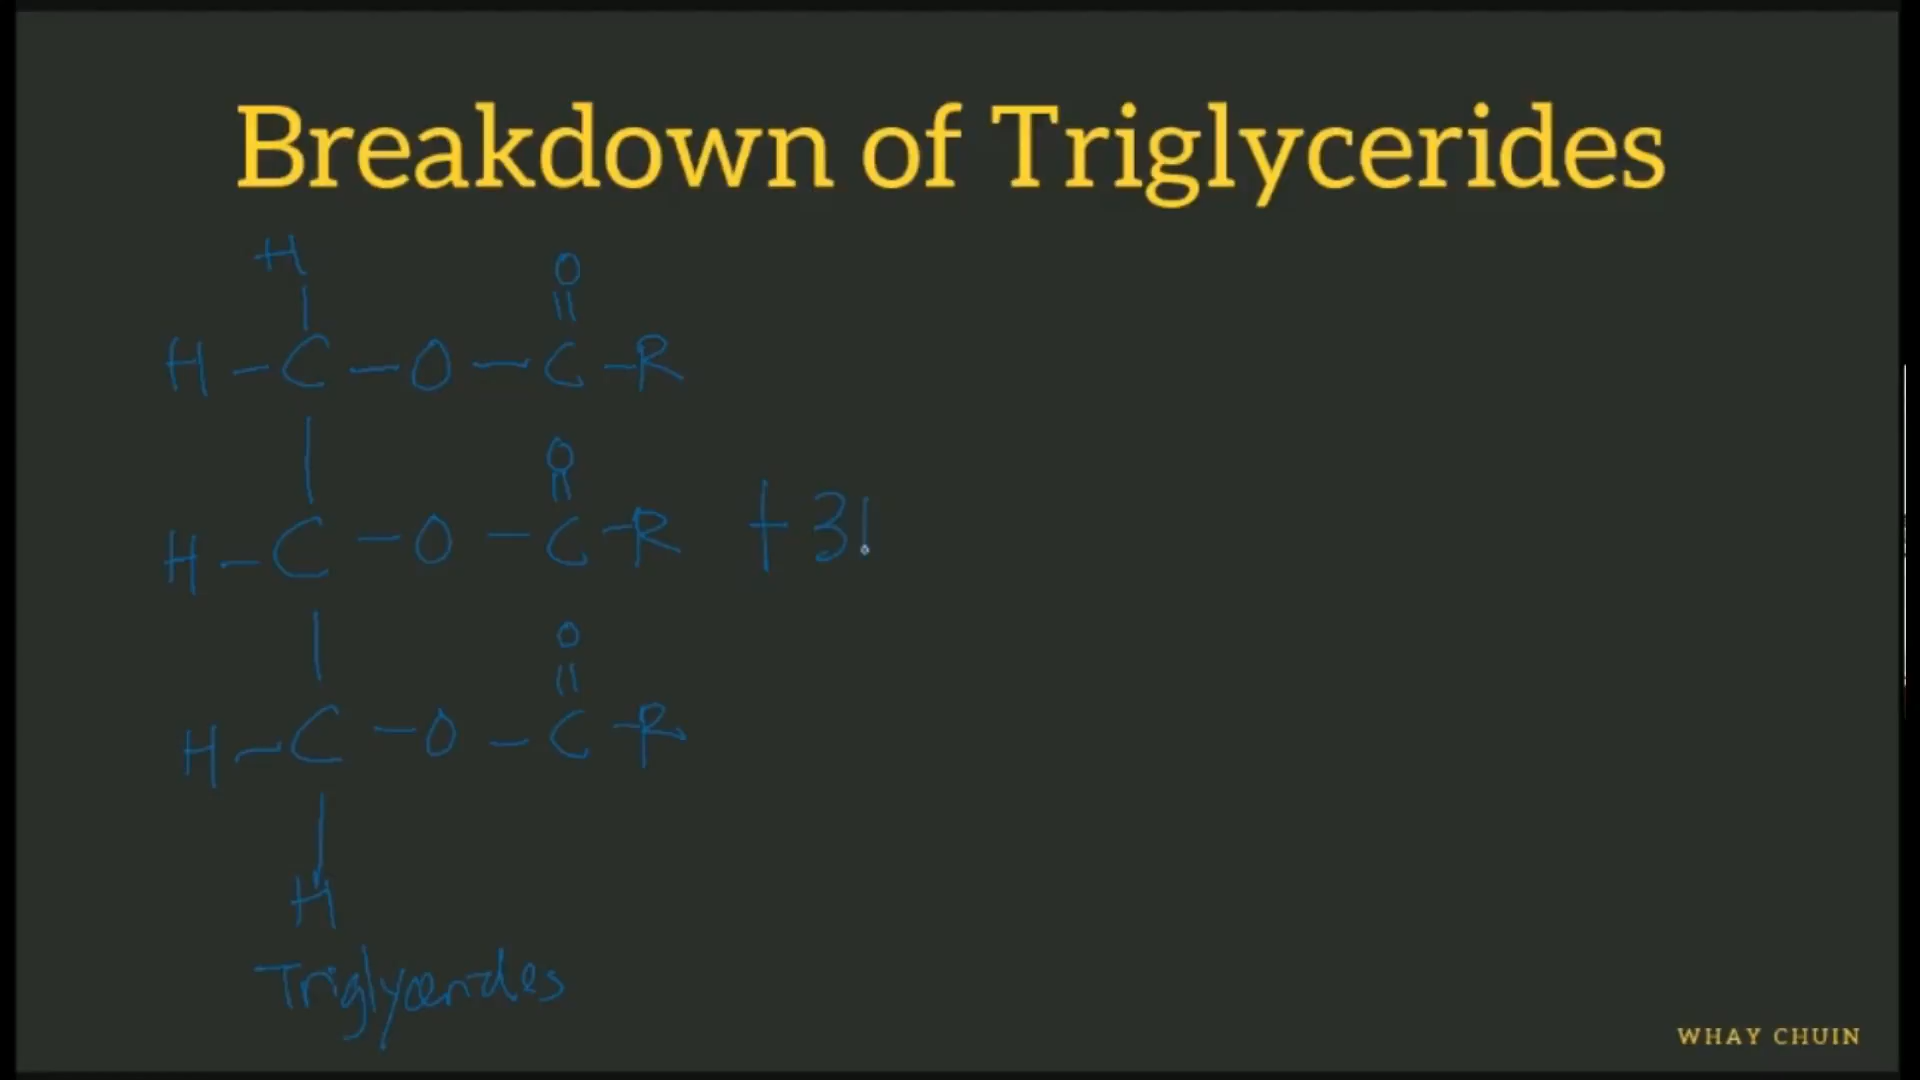 Breakdown of Triglycerides
H O
H - C - O - C - R
O
H - C - O - C - R + 3
O
H - C - O - C - R
H
Triglycerides
WHAY CHUIN